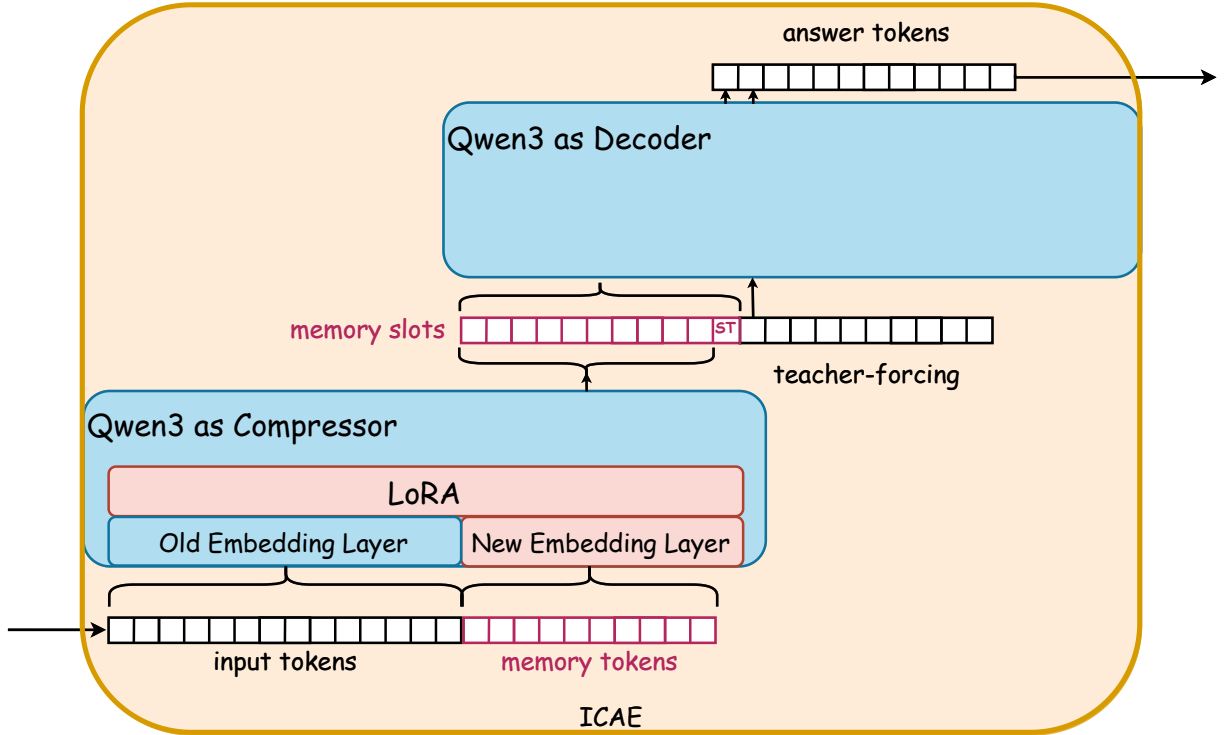 answer tokens
Qwen3 as Decoder
memory slots
ST
teacher-forcing
Qwen3 as Compressor
LoRA
Old Embedding Layer
New Embedding Layer
input tokens
memory tokens
ICAE